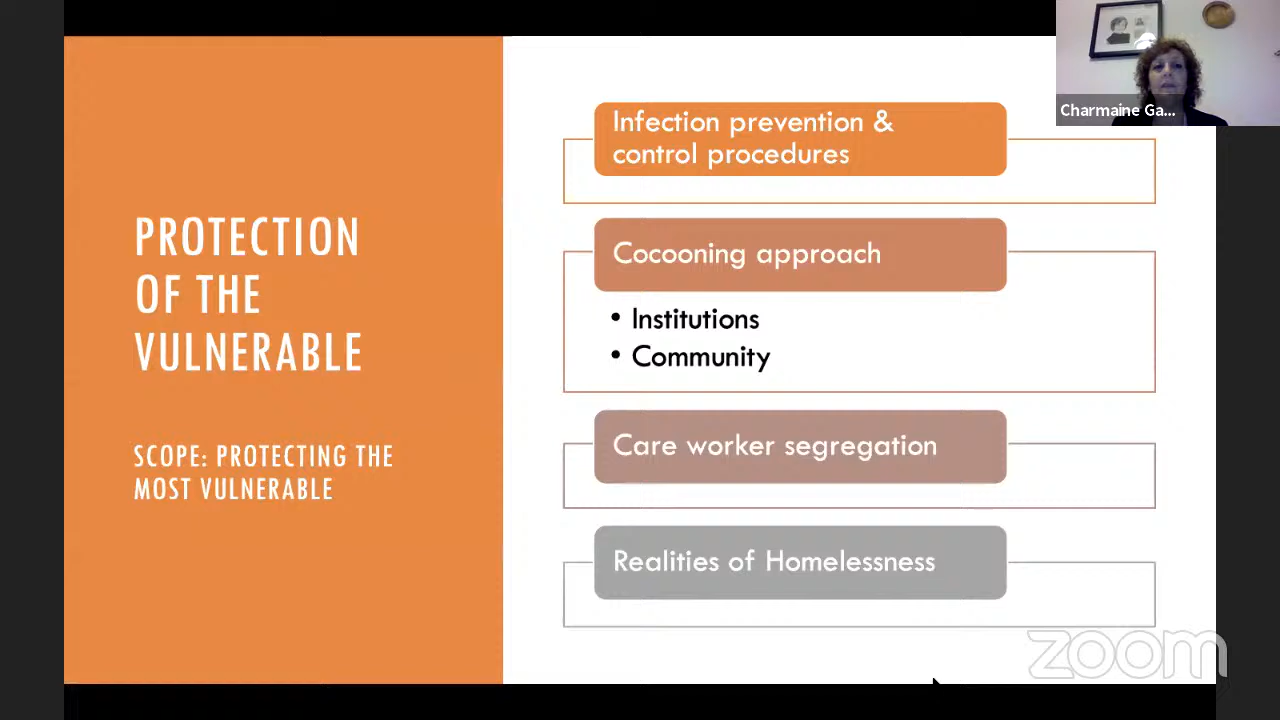 PROTECTION
OF THE
VULNERABLE
SCOPE: PROTECTING THE
MOST VULNERABLE
Infection prevention &
control procedures
Cocooning approach
• Institutions
• Community
Care worker segregation
Realities of Homelessness
Charmaine Ga...
zoom